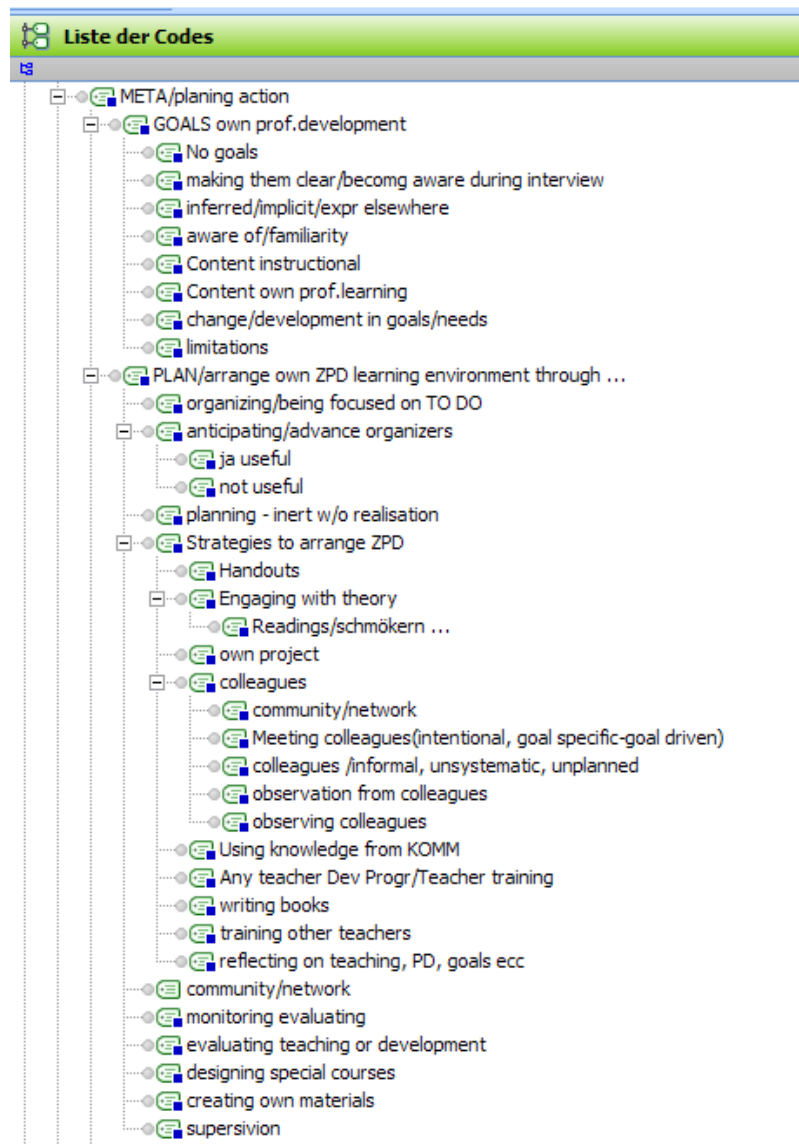 Liste der Codes
META/planing action
GOALS own prof.development
No goals
making them clear/becomg aware during interview
inferred/implicit/expr elsewhere
aware of/familiarity
Content instructional
Content own prof.learning
change/development in goals/needs
limitations
PLAN/arrange own ZPD learning environment through ...
organizing/being focused on TO DO
anticipating/advance organizers
ja useful
not useful
planning - inert w/o realisation
Strategies to arrange ZPD
Handouts
Engaging with theory
Readings/schmökern ...
own project
colleagues
community/network
Meeting colleagues(intentional, goal specific-goal driven)
colleagues /informal, unsystematic, unplanned
observation from colleagues
observing colleagues
Using knowledge from KOMM
Any teacher Dev Progr/Teacher training
writing books
training other teachers
reflecting on teaching, PD, goals ecc
community/network
monitoring evaluating
evaluating teaching or development
designing special courses
creating own materials
supersivion